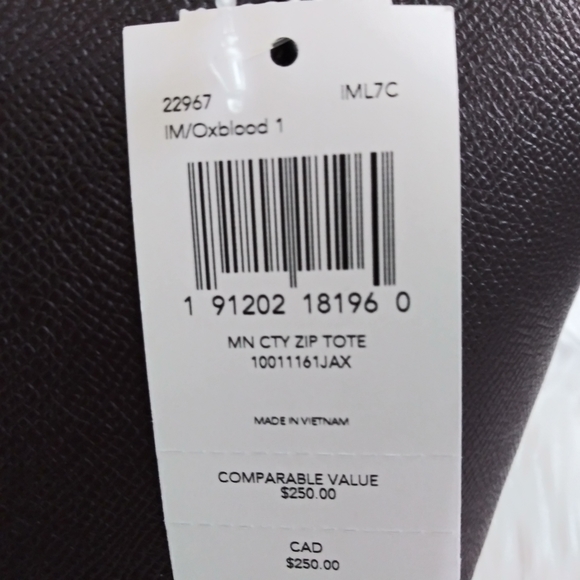 22967 IML7C
IM/Oxblood 1
1 91202 18196 0
MN CTY ZIP TOTE
10011161JAX
MADE IN VIETNAM
COMPARABLE VALUE
$250.00
CAD
$250.00